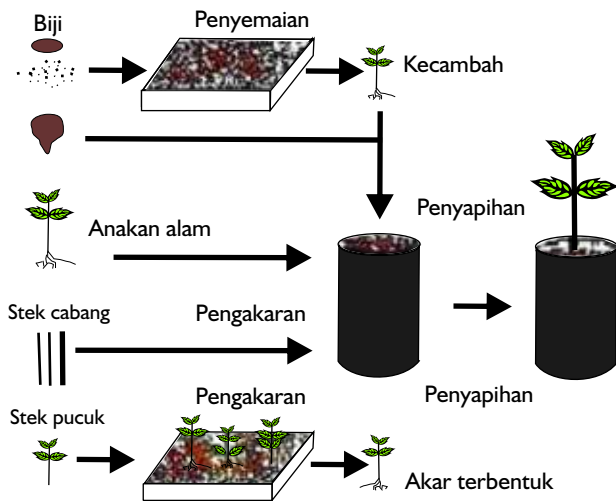 Biji
Penyemaian
Kecambah
Penyapihan
Anakan alam
Stek cabang
Pengakaran
Penyapihan
Stek pucuk
Pengakaran
Akar terbentuk